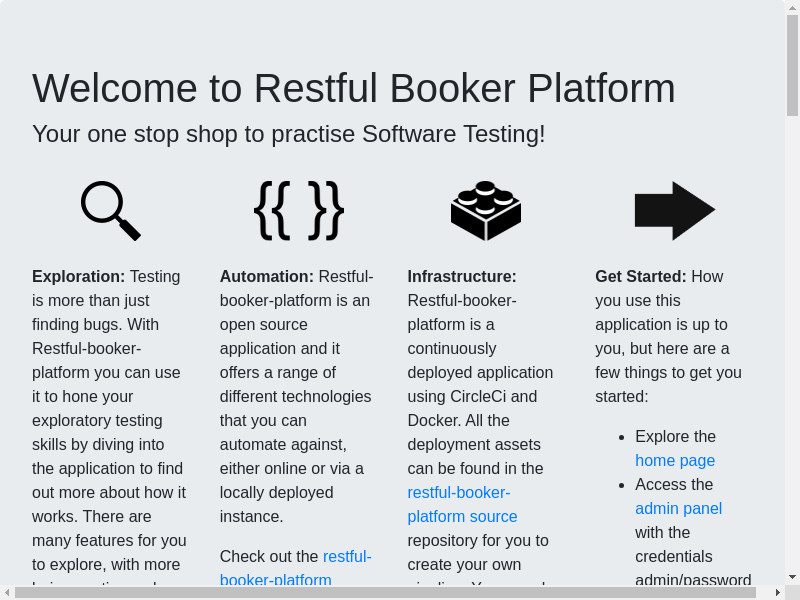 Welcome to Restful Booker Platform
Your one stop shop to practise Software Testing!
{{ }}
Exploration: Testing
is more than just
finding bugs. With
Restful-booker-
platform you can use
it to hone your
exploratory testing
skills by diving into
the application to find
out more about how it
works. There are
many features for you
to explore, with more
Automation: Restful-
booker-platform is an
open source
application and it
offers a range of
different technologies
that you can
automate against,
either online or via a
locally deployed
instance.
Check out the restful-
booker-platform
Infrastructure:
Restful-booker-
platform is a
continuously
deployed application
using CircleCi and
Docker. All the
deployment assets
can be found in the
restful-booker-
platform source
repository for you to
create your own
Get Started: How
you use this
application is up to
you, but here are a
few things to get you
started:
Explore the
home page
Access the
admin panel
with the
credentials
admin/password